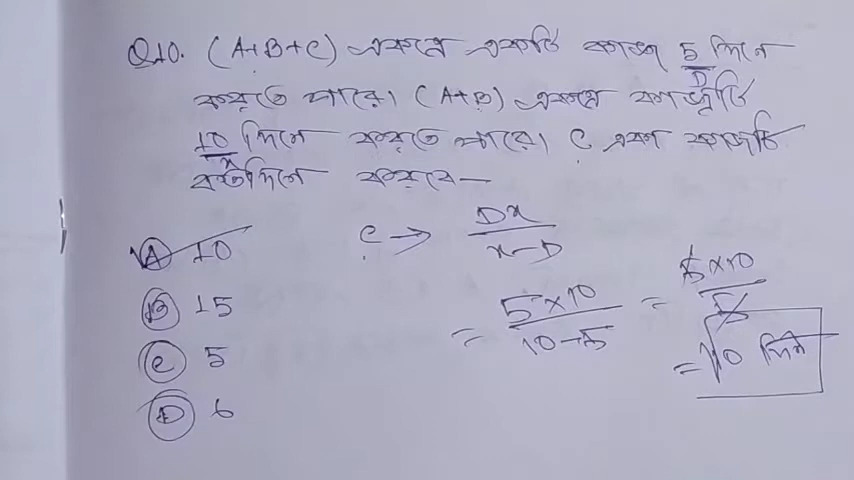 Q10. (A+B+C) একত্রে একটি কাজ 5 দিনে
D
করতে পারে। (A+B) একত্রে কাজটি
10 দিনে করতে পারে। C একা কাজটি
x
কতদিনে করবে—
A 10
B 15
C 5
D 6
C → Dx / x-D
= 5×10 / 10-5 = 5×10 / 5
= 10 দিনে